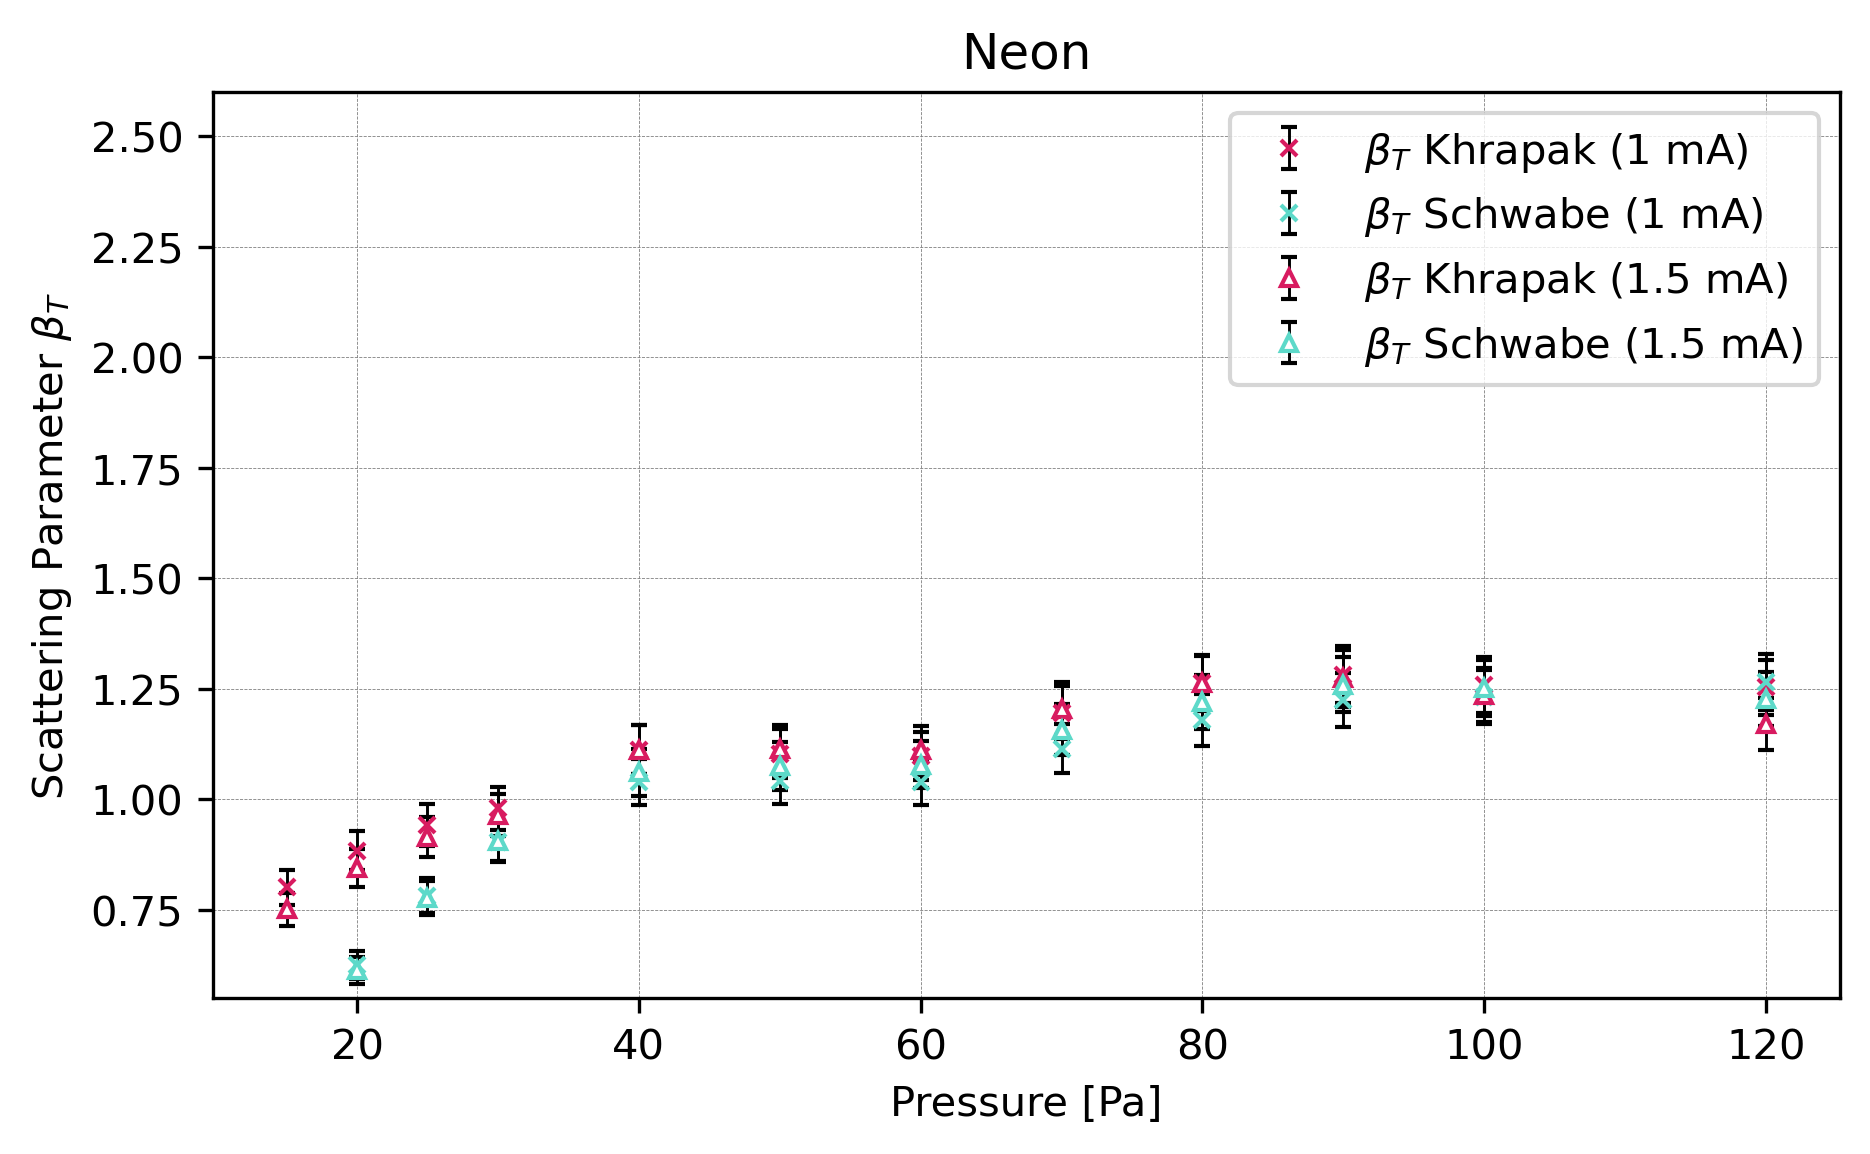 Neon
2.50
2.25
2.00
1.75
1.50
1.25
1.00
0.75
Scattering Parameter β_T
β_T Khrapak (1 mA)
β_T Schwabe (1 mA)
β_T Khrapak (1.5 mA)
β_T Schwabe (1.5 mA)
20 40 60 80 100 120
Pressure [Pa]